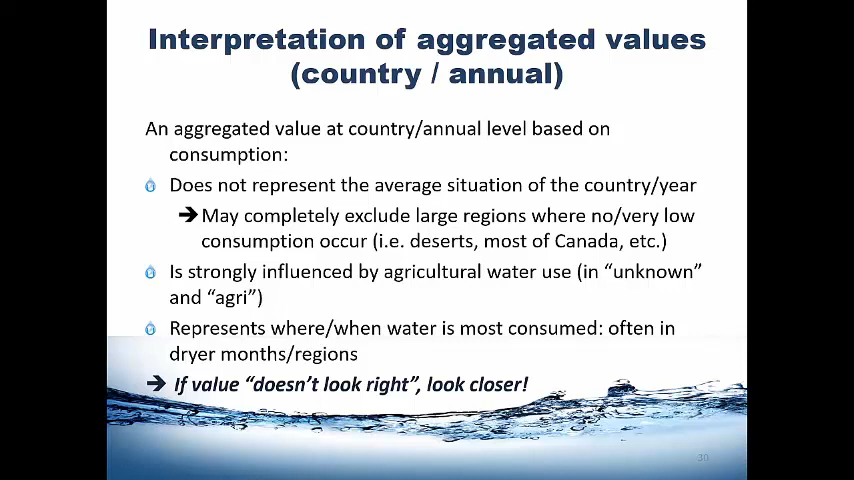 Interpretation of aggregated values
(country / annual)
An aggregated value at country/annual level based on
consumption:
Does not represent the average situation of the country/year
➔May completely exclude large regions where no/very low
consumption occur (i.e. deserts, most of Canada, etc.)
Is strongly influenced by agricultural water use (in “unknown”
and “agri”)
Represents where/when water is most consumed: often in
dryer months/regions
➔ If value “doesn’t look right”, look closer!
30